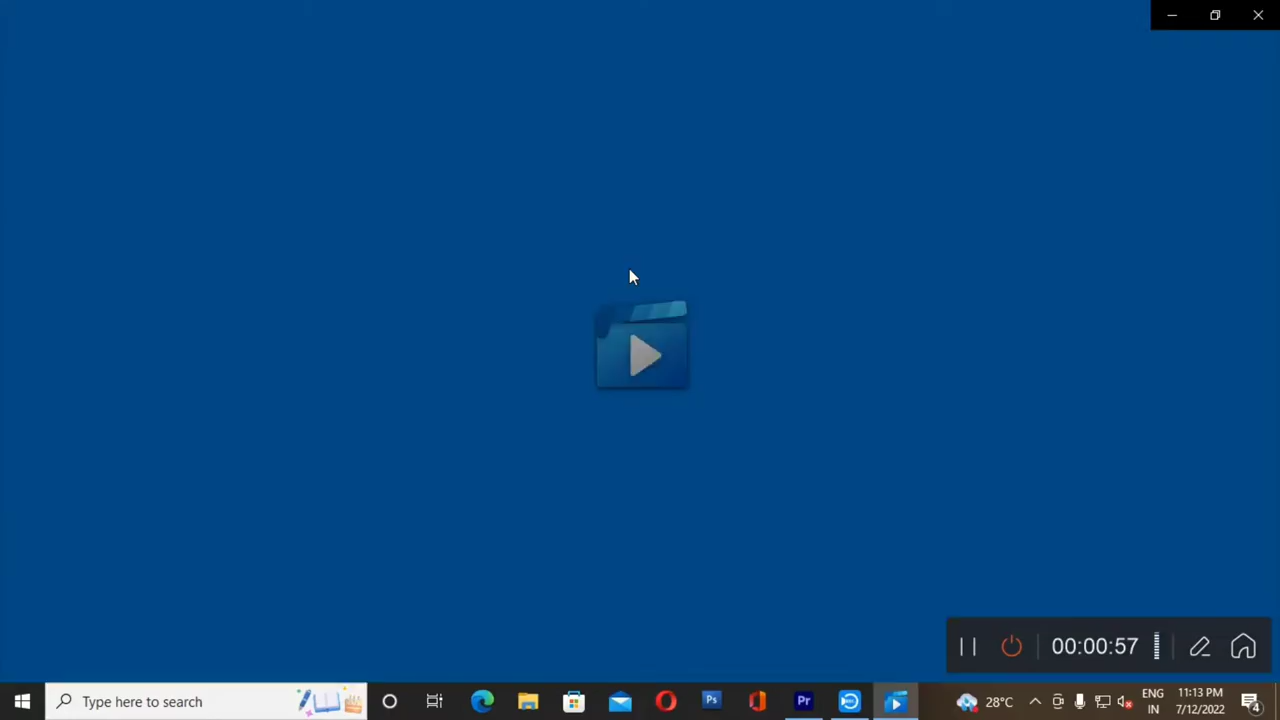 00:00:57
Type here to search
Ps
Pr
28°C
ENG
IN
11:13 PM
7/12/2022
4